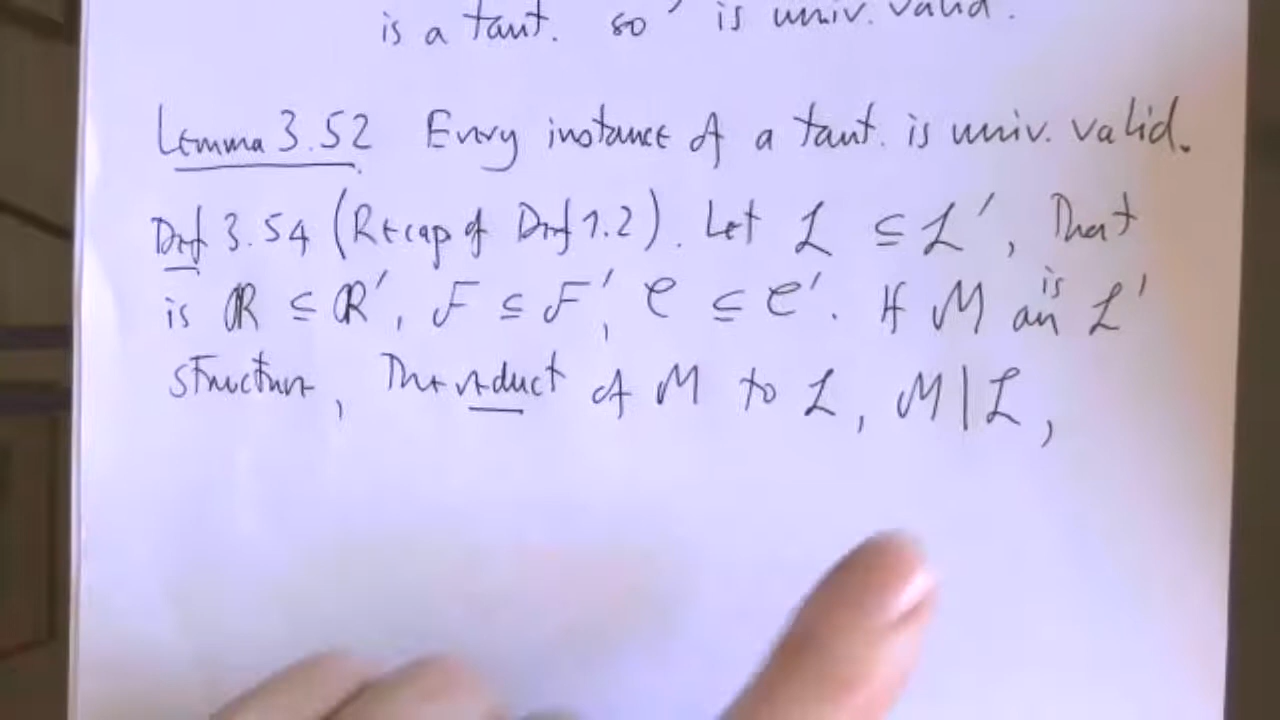 is a taut. so is univ. valid.
Lemma 3.52 Every instance of a taut. is univ. valid.
Def 3.54 (Recap of Def 1.2). Let ℒ ⊆ ℒ', That
is ℛ ⊆ ℛ', ℱ ⊆ ℱ', 𝒞 ⊆ 𝒞'. If ℳ is an ℒ'
structure, The reduct of ℳ to ℒ, ℳ|ℒ,